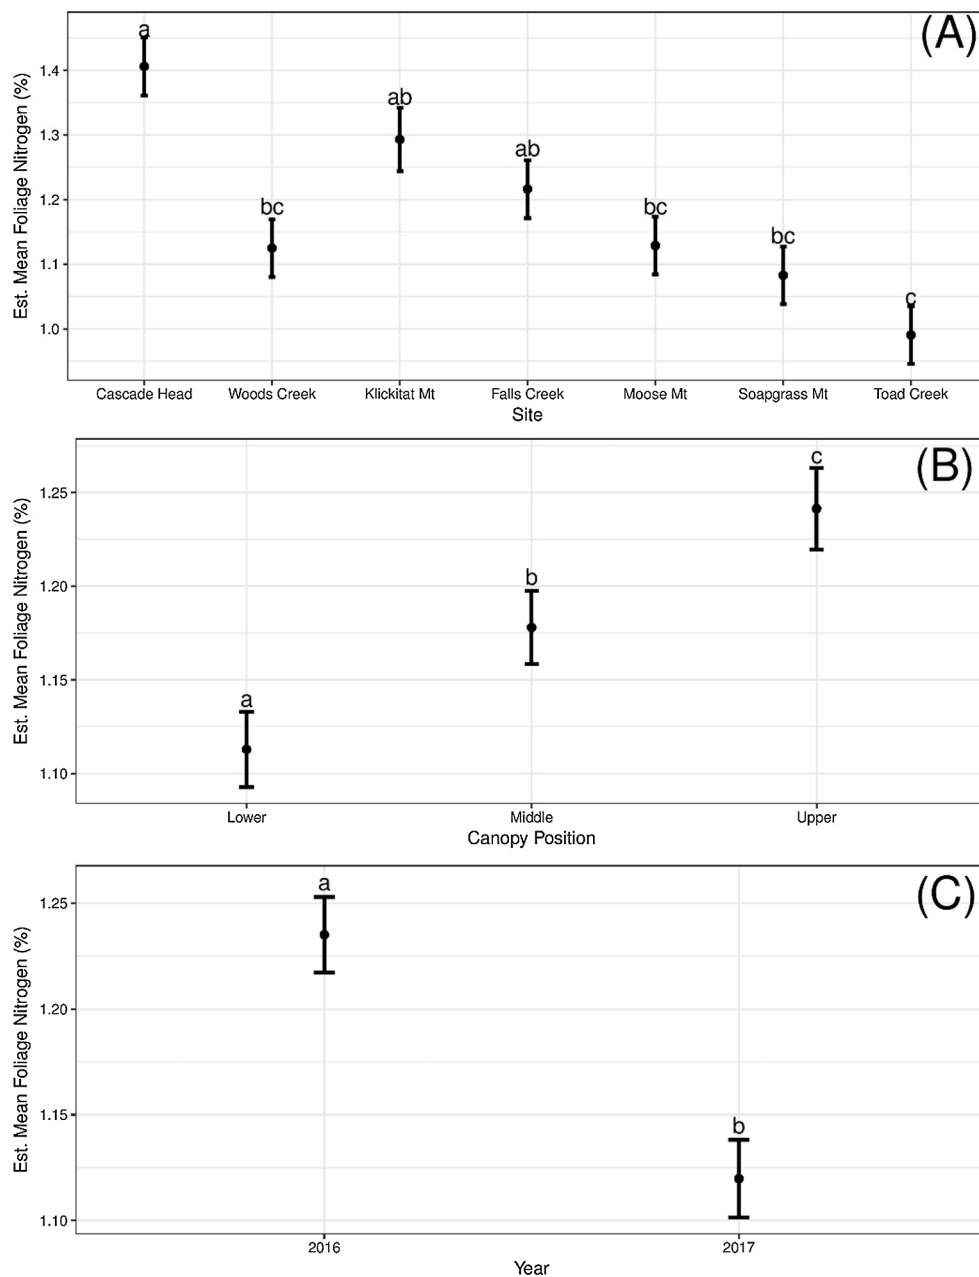 (A)
Est. Mean Foliage Nitrogen (%)
1.4
1.3
1.2
1.1
1.0
a
bc
ab
ab
bc
bc
c
Cascade Head Woods Creek Klickitat Mt Falls Creek Moose Mt Soapgrass Mt Toad Creek
Site
(B)
Est. Mean Foliage Nitrogen (%)
1.25
1.20
1.15
1.10
a
b
c
Lower Middle Upper
Canopy Position
(C)
Est. Mean Foliage Nitrogen (%)
1.25
1.20
1.15
1.10
a
b
2016 2017
Year